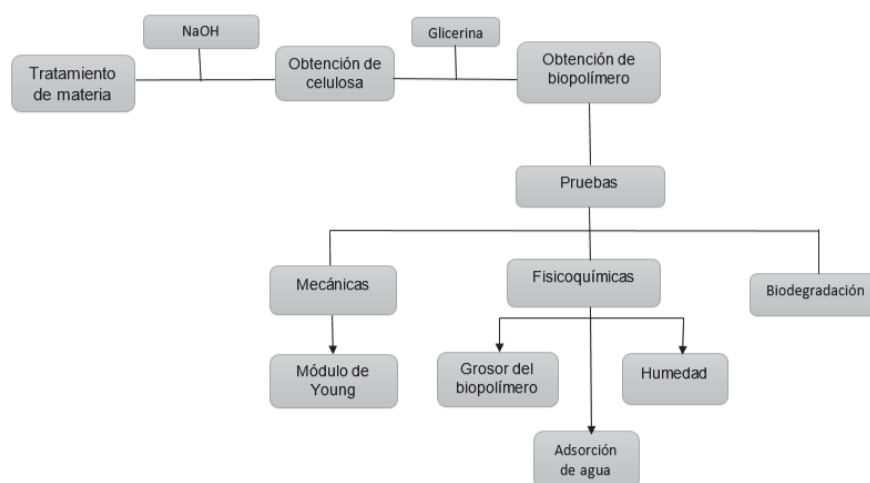 NaOH
Glicerina
Tratamiento
de materia
Obtención de
celulosa
Obtención de
biopolímero
Pruebas
Mecánicas
Fisicoquímicas
Biodegradación
Módulo de
Young
Grosor del
biopolímero
Humedad
Adsorción
de agua